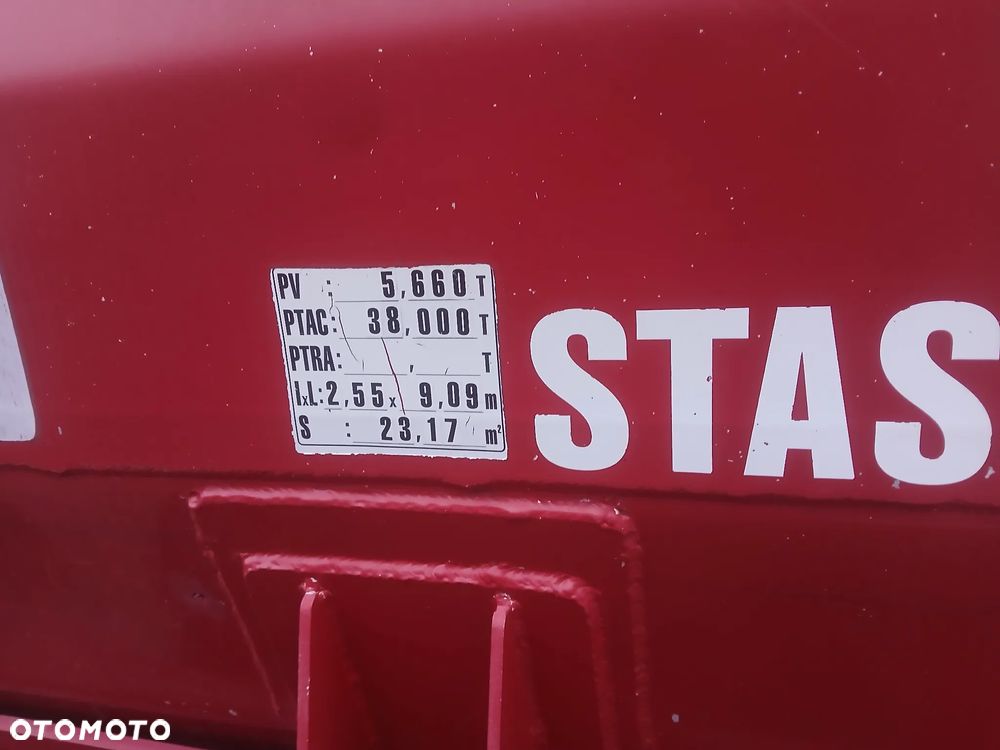 PV : 5,660 T
PTAC: 38,000 T
PTRA: , T
lxL: 2,55 x 9,09 m
S : 23,17 m²
STAS
OTOMOTO